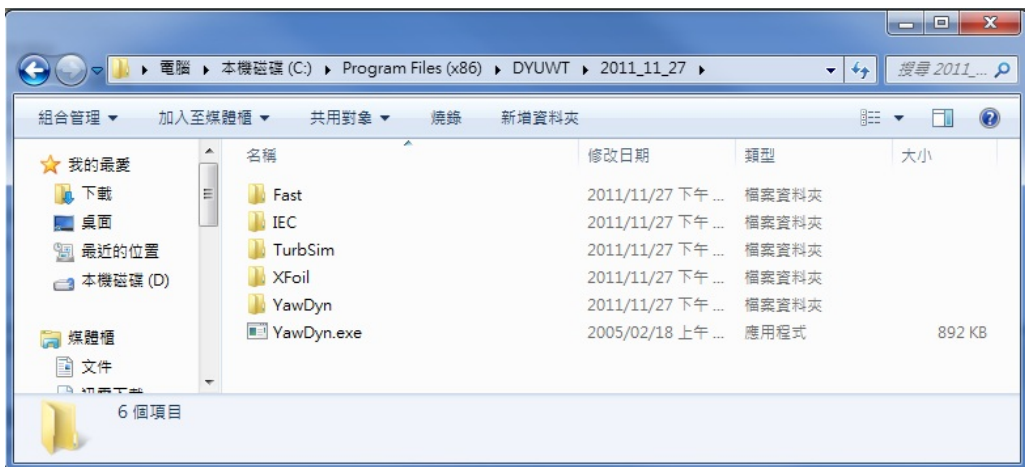 電腦 ▸ 本機磁碟 (C:) ▸ Program Files (x86) ▸ DYUWT ▸ 2011_11_27 ▸
搜尋 2011_...
組合管理 加入至媒體櫃 共用對象 燒錄 新增資料夾
我的最愛
下載
桌面
最近的位置
本機磁碟 (D)
媒體櫃
文件
名稱 修改日期 類型 大小
Fast 2011/11/27 下午 ... 檔案資料夾
IEC 2011/11/27 下午 ... 檔案資料夾
TurbSim 2011/11/27 下午 ... 檔案資料夾
XFoil 2011/11/27 下午 ... 檔案資料夾
YawDyn 2011/11/27 下午 ... 檔案資料夾
YawDyn.exe 2005/02/18 上午 ... 應用程式 892 KB
6 個項目